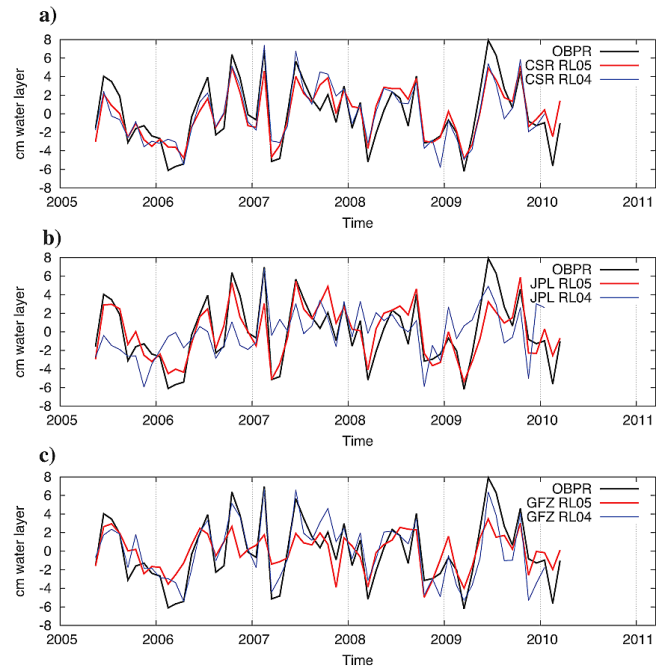 a)
8
6
4
2
0
-2
-4
-6
-8
cm water layer
OBPR
CSR RL05
CSR RL04
2005 2006 2007 2008 2009 2010 2011
Time
b)
8
6
4
2
0
-2
-4
-6
-8
cm water layer
OBPR
JPL RL05
JPL RL04
2005 2006 2007 2008 2009 2010 2011
Time
c)
8
6
4
2
0
-2
-4
-6
-8
cm water layer
OBPR
GFZ RL05
GFZ RL04
2005 2006 2007 2008 2009 2010 2011
Time